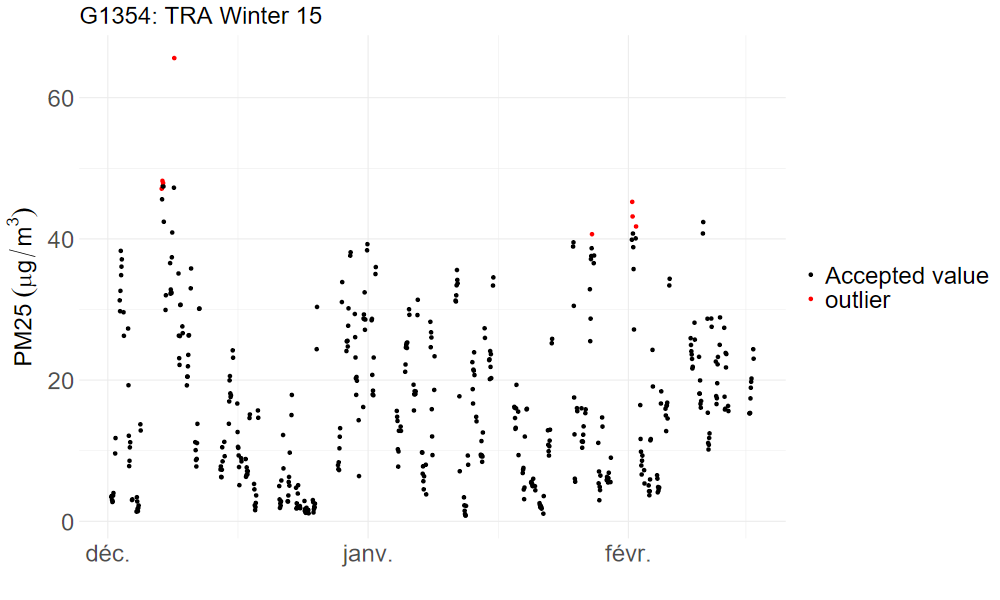 G1354: TRA Winter 15
PM25 (μg/m³)
60
40
20
0
déc.
janv.
févr.
Accepted value
outlier